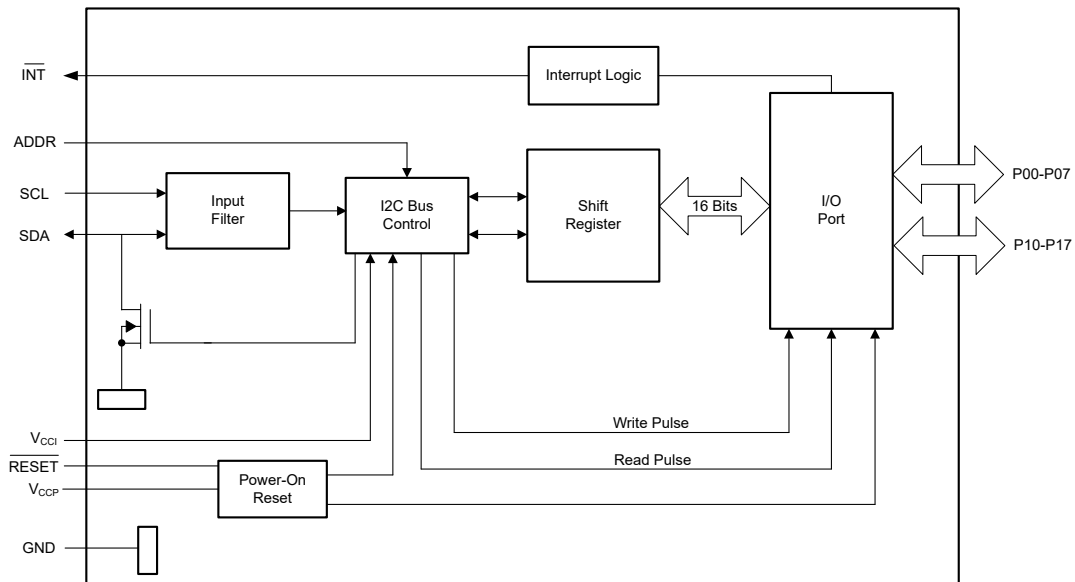 INT
Interrupt Logic
ADDR
SCL
Input
Filter
I2C Bus
Control
Shift
Register
16 Bits
I/O
Port
P00-P07
SDA
P10-P17
Write Pulse
VCCI
RESET
Read Pulse
VCCP
Power-On
Reset
GND